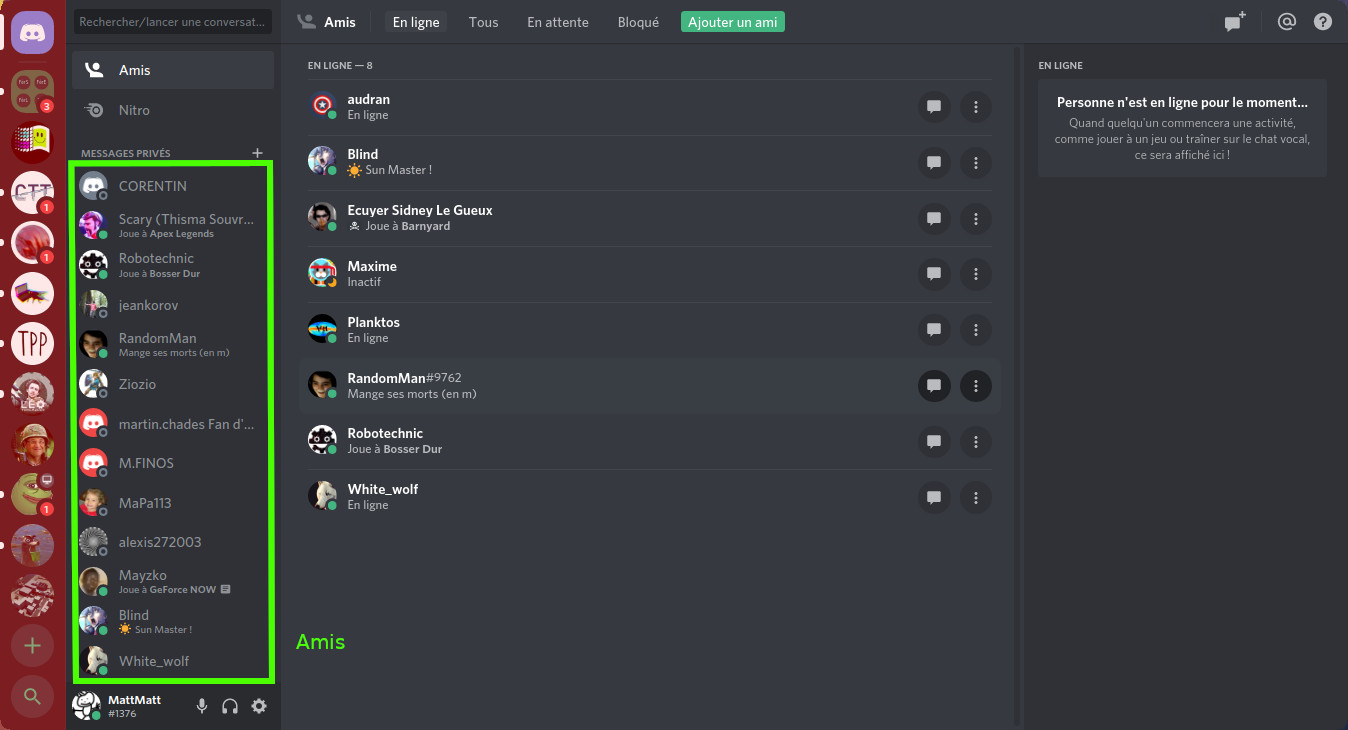 Rechercher/lancer une conversat...
Amis
En ligne
Tous
En attente
Bloqué
Ajouter un ami
3
CTT
1
1
TPP
LEO
1
Amis
Nitro
MESSAGES PRIVÉS
CORENTIN
Scary (Thisma Souvr...
Joue à Apex Legends
Robotechnic
Joue à Bosser Dur
jeankorov
RandomMan
Mange ses morts (en m)
Ziozio
martin.chades Fan d'...
M.FINOS
MaPa113
alexis272003
Mayzko
Joue à GeForce NOW
Blind
Sun Master !
White_wolf
MattMatt
#1376
EN LIGNE — 8
audran
En ligne
Blind
Sun Master !
Ecuyer Sidney Le Gueux
Joue à Barnyard
Maxime
Inactif
Planktos
En ligne
RandomMan#9762
Mange ses morts (en m)
Robotechnic
Joue à Bosser Dur
White_wolf
En ligne
Amis
EN LIGNE
Personne n'est en ligne pour le moment...
Quand quelqu'un commencera une activité,
comme jouer à un jeu ou traîner sur le chat vocal,
ce sera affiché ici !